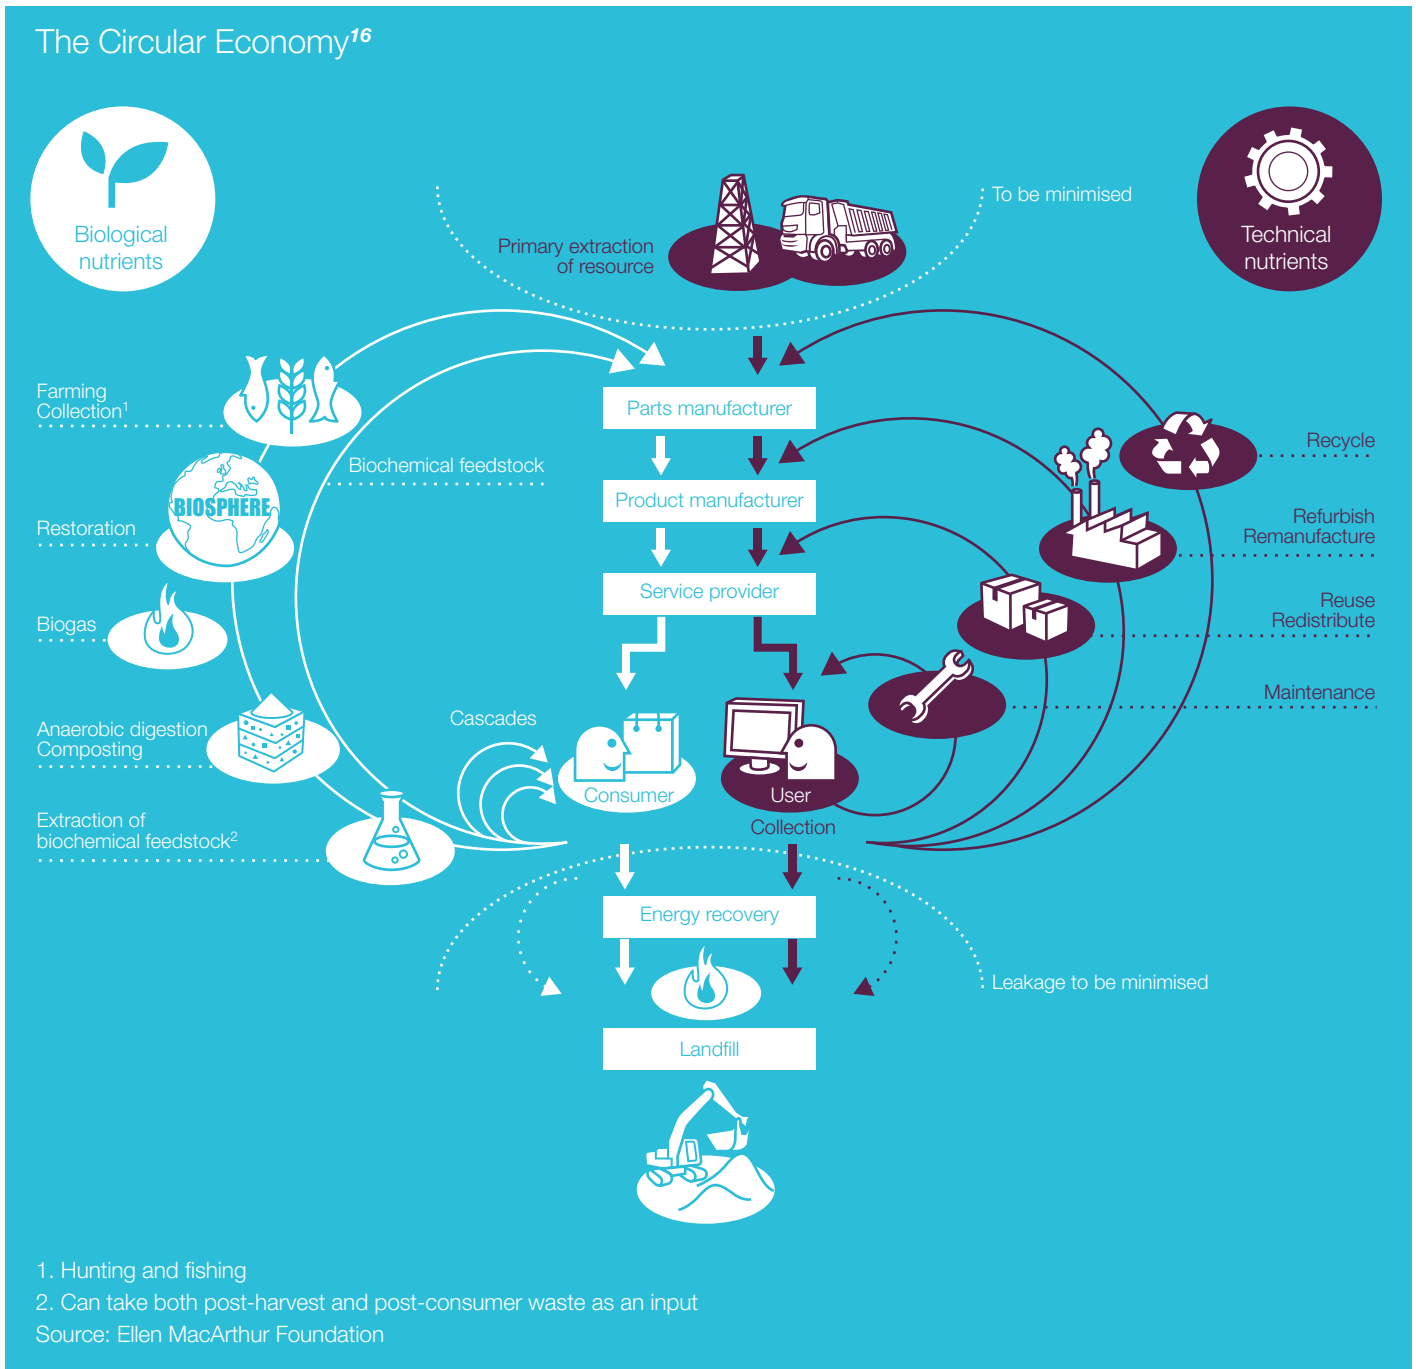 The Circular Economy16
Biological
nutrients
Technical
nutrients
To be minimised
Primary extraction
of resource
Farming
Collection1
Parts manufacturer
Recycle
Biochemical feedstock
BIOSPHERE
Product manufacturer
Restoration
Refurbish
Remanufacture
Service provider
Reuse
Redistribute
Biogas
Maintenance
Cascades
Anaerobic digestion
Composting
Consumer
User
Collection
Extraction of
biochemical feedstock2
Energy recovery
Leakage to be minimised
Landfill
1. Hunting and fishing
2. Can take both post-harvest and post-consumer waste as an input
Source: Ellen MacArthur Foundation